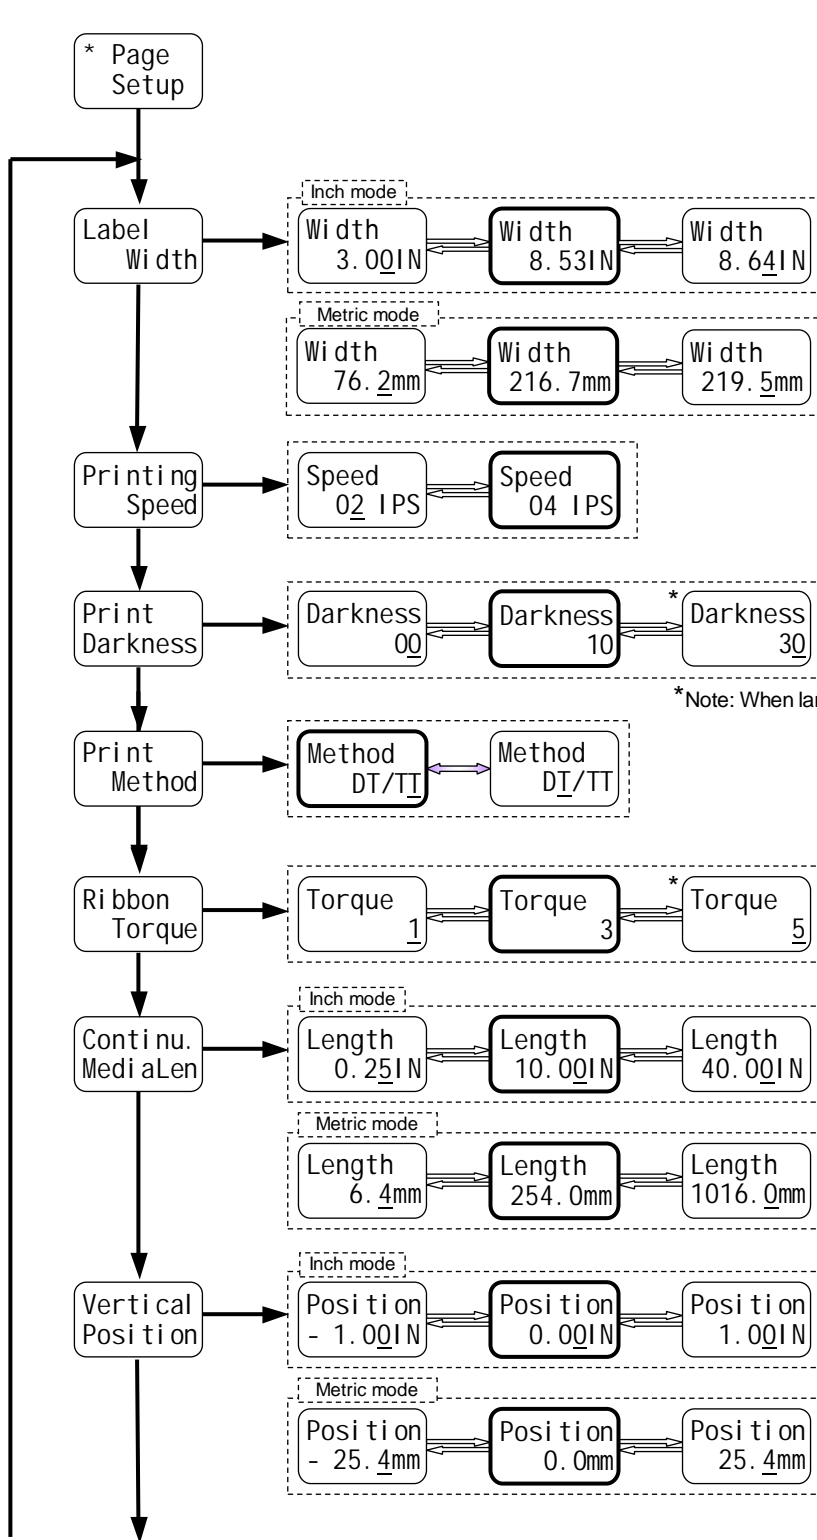 * Page
Setup
Inch mode
Label
Width
Width
3.00IN
Width
8.53IN
Width
8.64IN
Metric mode
Width
76.2mm
Width
216.7mm
Width
219.5mm
Printing
Speed
Speed
02 IPS
Speed
04 IPS
Print
Darkness
Darkness
00
Darkness
10
*
Darkness
30
*Note: When lar
Print
Method
Method
DT/TT
Method
DT/TT
Ribbon
Torque
Torque
1
Torque
3
*
Torque
5
Inch mode
Continu.
MediaLen
Length
0.25IN
Length
10.00IN
Length
40.00IN
Metric mode
Length
6.4mm
Length
254.0mm
Length
1016.0mm
Inch mode
Vertical
Position
Position
- 1.00IN
Position
0.00IN
Position
1.00IN
Metric mode
Position
- 25.4mm
Position
0.0mm
Position
25.4mm